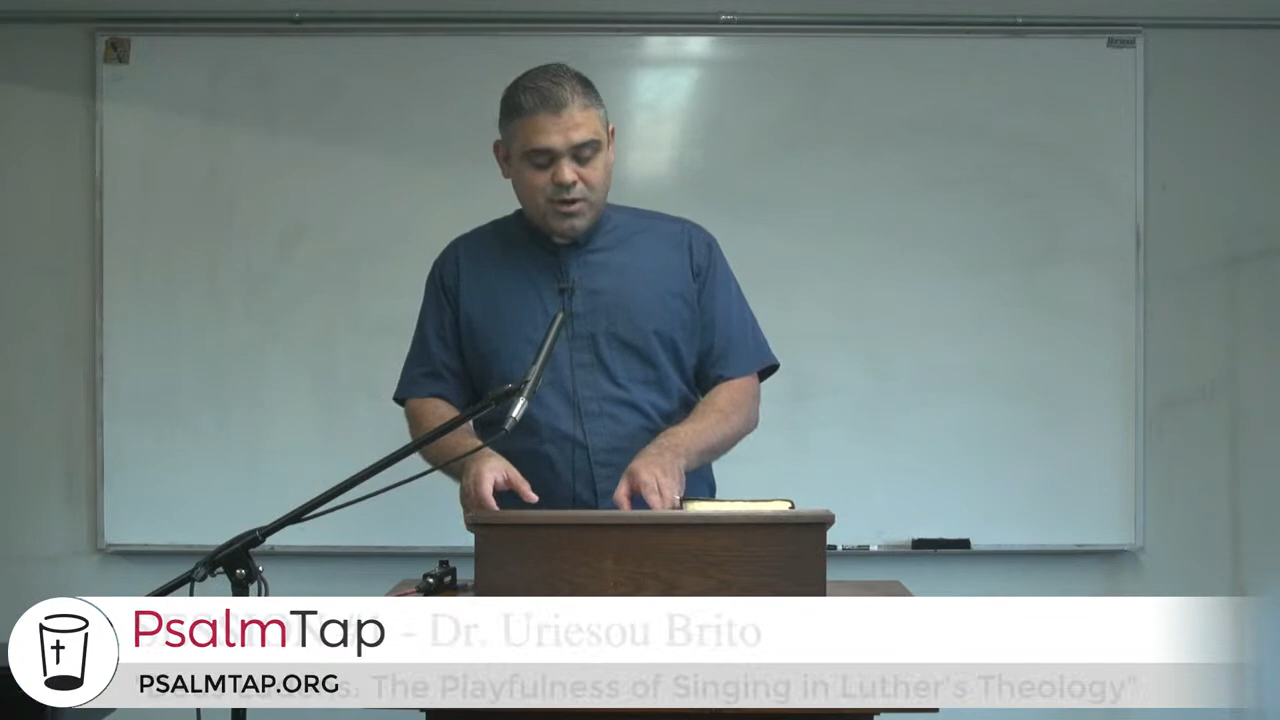 PsalmTap
- Dr. Uriesou Brito
PSALMTAP.ORG
The Playfulness of Singing in Luther's Theology"